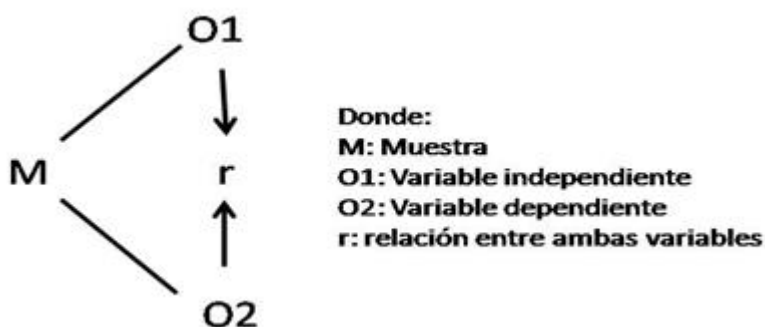 O1
M
r
O2
Donde:
M: Muestra
O1: Variable independiente
O2: Variable dependiente
r: relación entre ambas variables